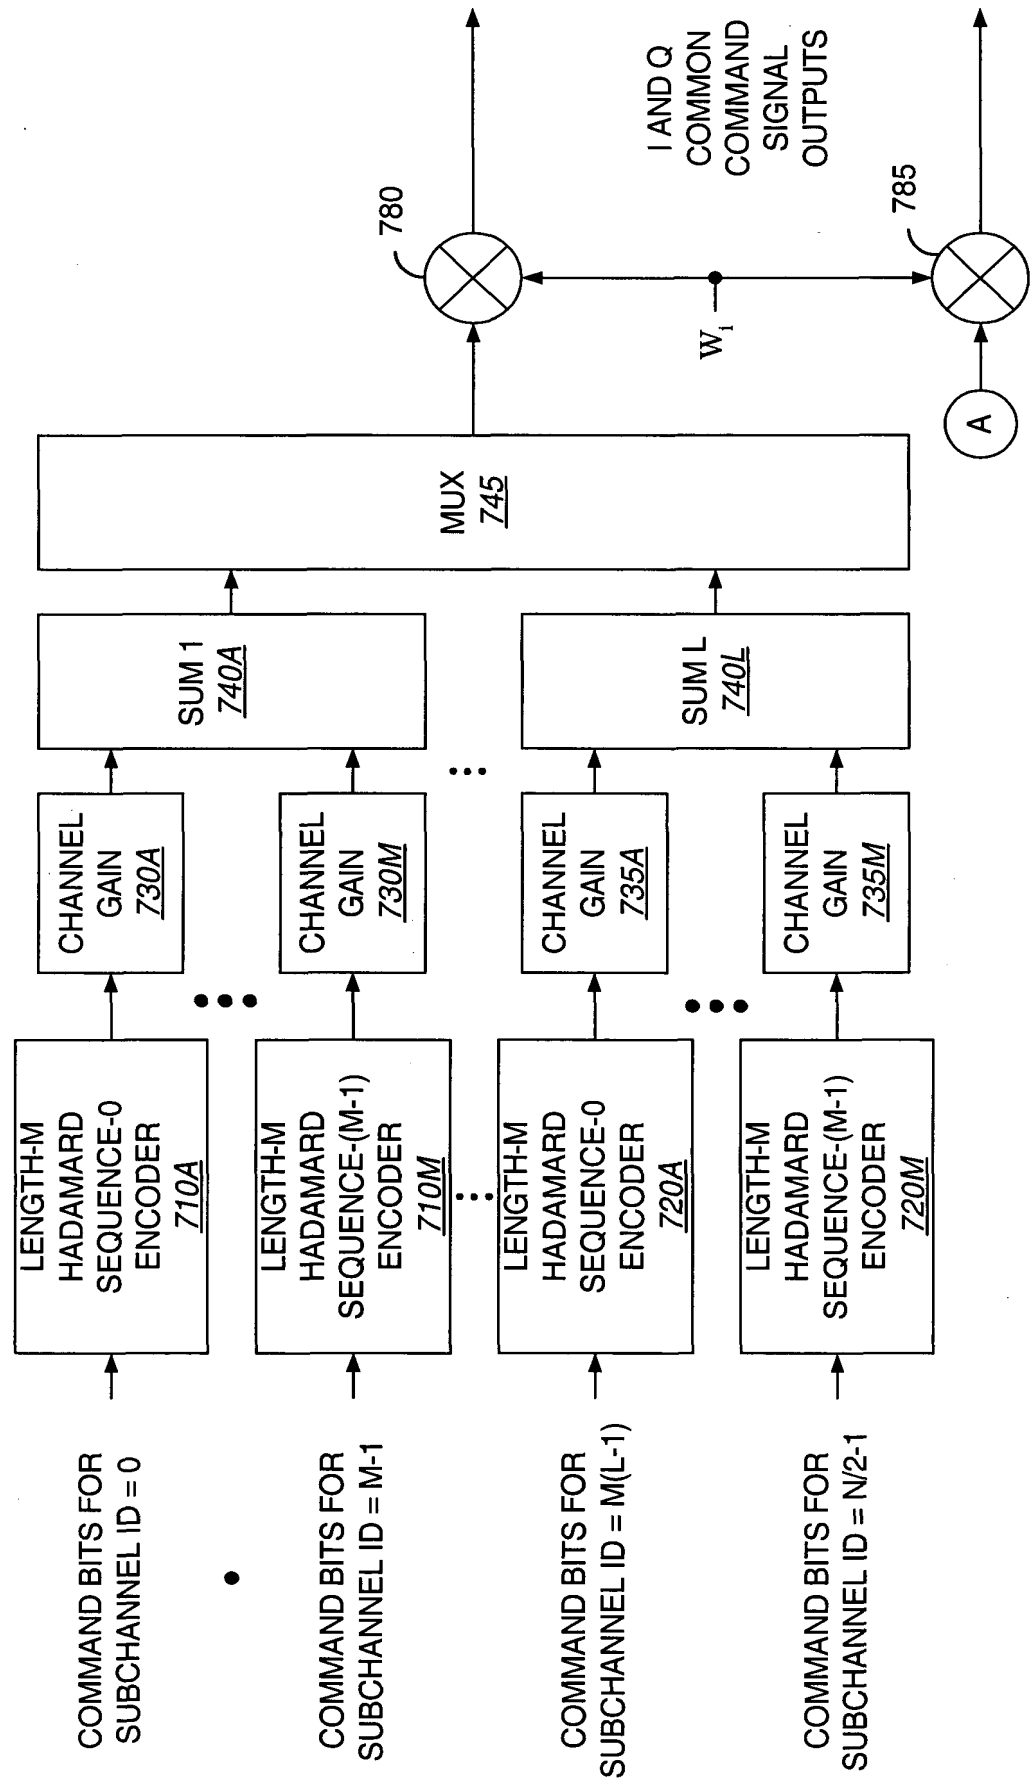 COMMAND BITS FOR
SUBCHANNEL ID = 0
LENGTH-M
HADAMARD
SEQUENCE-0
ENCODER
710A
CHANNEL
GAIN
730A
COMMAND BITS FOR
SUBCHANNEL ID = M-1
LENGTH-M
HADAMARD
SEQUENCE-(M-1)
ENCODER
710M
CHANNEL
GAIN
730M
SUM 1
740A
COMMAND BITS FOR
SUBCHANNEL ID = M(L-1)
LENGTH-M
HADAMARD
SEQUENCE-0
ENCODER
720A
CHANNEL
GAIN
735A
COMMAND BITS FOR
SUBCHANNEL ID = N/2-1
LENGTH-M
HADAMARD
SEQUENCE-(M-1)
ENCODER
720M
CHANNEL
GAIN
735M
SUM L
740L
MUX
745
780
Wi
I AND Q
COMMON
COMMAND
SIGNAL
OUTPUTS
785
A